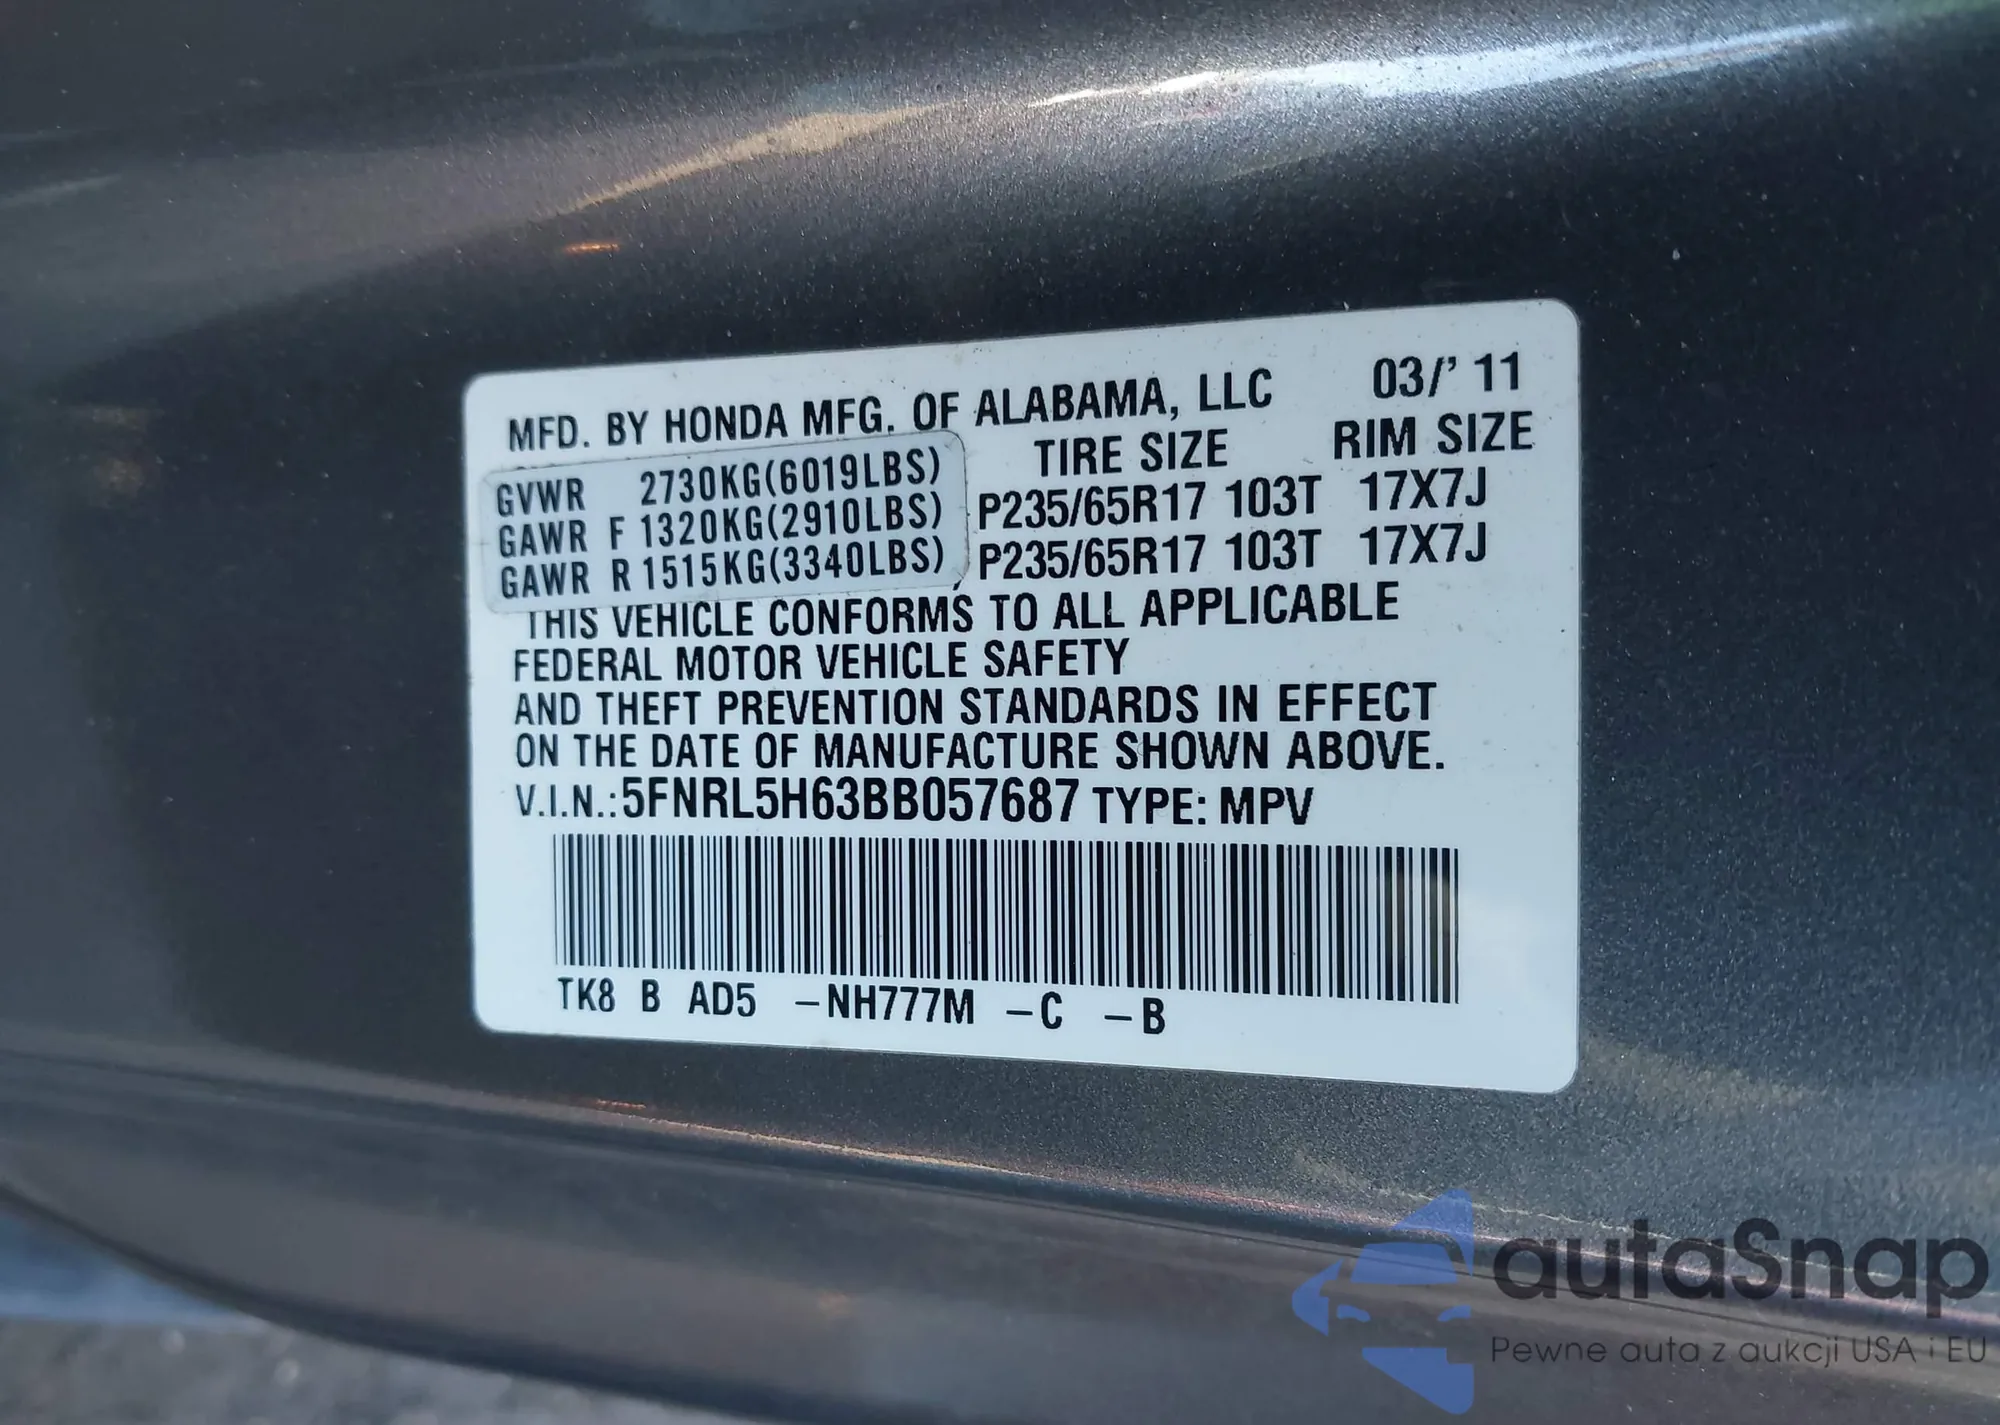 MFD. BY HONDA MFG. OF ALABAMA, LLC 03/' 11
TIRE SIZE RIM SIZE
GVWR 2730KG(6019LBS)
GAWR F 1320KG(2910LBS) P235/65R17 103T 17X7J
GAWR R 1515KG(3340LBS) P235/65R17 103T 17X7J
THIS VEHICLE CONFORMS TO ALL APPLICABLE
FEDERAL MOTOR VEHICLE SAFETY
AND THEFT PREVENTION STANDARDS IN EFFECT
ON THE DATE OF MANUFACTURE SHOWN ABOVE.
V.I.N.:5FNRL5H63BB057687 TYPE: MPV
TK8 B AD5 –NH777M –C –B
autaSnap
Pewne auta z aukcji USA i EU